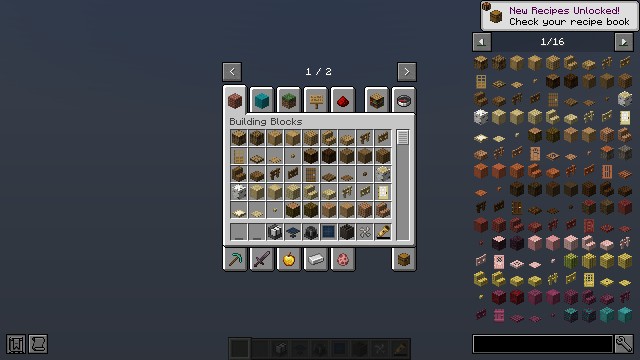 New Recipes Unlocked!
Check your recipe book
1/16
1 / 2
Building Blocks